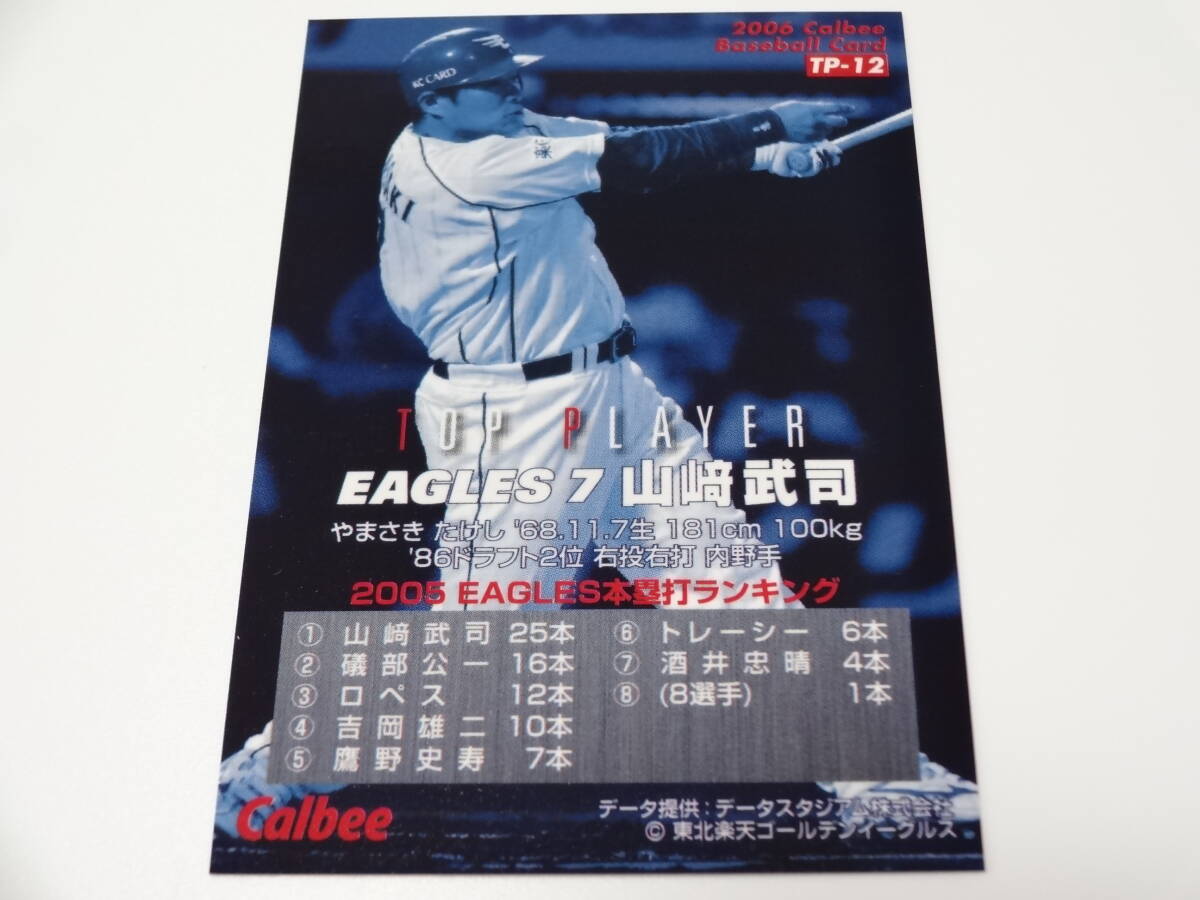 2006 Calbee
Baseball Card
TP-12
KC CARD
AKI
TOP PLAYER
EAGLES 7 山﨑武司
やまさき たけし '68.11.7生 181cm 100kg
'86ドラフト2位 右投右打 内野手
2005 EAGLES本塁打ランキング
① 山﨑武司 25本
② 礒部公一 16本
③ ロペス 12本
④ 吉岡雄二 10本
⑤ 鷹野史寿 7本
⑥ トレーシー 6本
⑦ 酒井忠晴 4本
⑧ (8選手) 1本
Calbee
データ提供：データスタジアム株式会社
© 東北楽天ゴールデンイーグルス